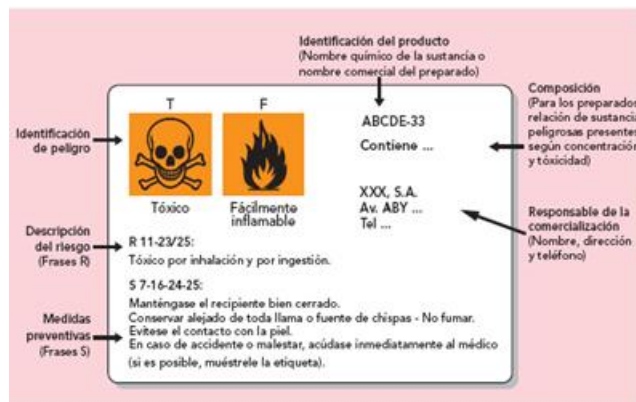 Identificación del producto
(Nombre químico de la sustancia o
nombre comercial del preparado)
T
F
ABCDE-33
Contiene ...
Composición
(Para los preparados
relación de sustancia
peligrosas presente
según concentración
y tóxicidad)
Identificación
de peligro
Tóxico
Fácilmente
inflamable
XXX, S.A.
Av. ABY ...
Tel ...
Responsable de la
comercialización
(Nombre, dirección
y teléfono)
Descripción
del riesgo
(Frases R)
R 11-23/25:
Tóxico por inhalación y por ingestión.
S 7-16-24-25:
Manténgase el recipiente bien cerrado.
Conservar alejado de toda llama o fuente de chispas - No fumar.
Evítese el contacto con la piel.
En caso de accidente o malestar, acúdase inmediatamente al médico
(si es posible, muéstrele la etiqueta).
Medidas
preventivas
(Frases S)